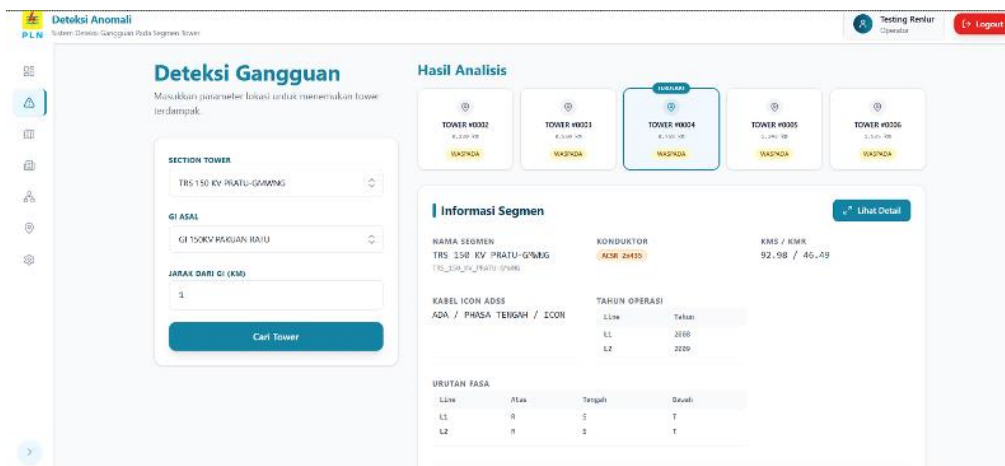 PLN
Deteksi Anomali
Sistem Deteksi Gangguan Pada Segmen Tower
Testing Renlur
Operator
Logout
Deteksi Gangguan
Masukkan parameter lokasi untuk menemukan tower
terdampak.
SECTION TOWER
TRS 150 KV PRATU-GMWNG
GI ASAL
GI 150KV PAKUAN RATU
JARAK DARI GI (KM)
1
Cari Tower
Hasil Analisis
TERDEKAT
TOWER #0002
TOWER #0003
TOWER #0004
TOWER #0005
TOWER #0006
WASPADA
WASPADA
WASPADA
WASPADA
WASPADA
Informasi Segmen
Lihat Detail
NAMA SEGMEN
TRS 150 KV PRATU-GMWNG
TRS_150_KV_PRATU-GMWNG
KONDUKTOR
ACSR 2x435
KMS / KMR
92.98 / 46.49
KABEL ICON ADSS
ADA / PHASA TENGAH / ICON
TAHUN OPERASI
Line Tahun
L1 2008
L2 2009
URUTAN FASA
Line Atas Tengah Bawah
L1 R S T
L2 R S T